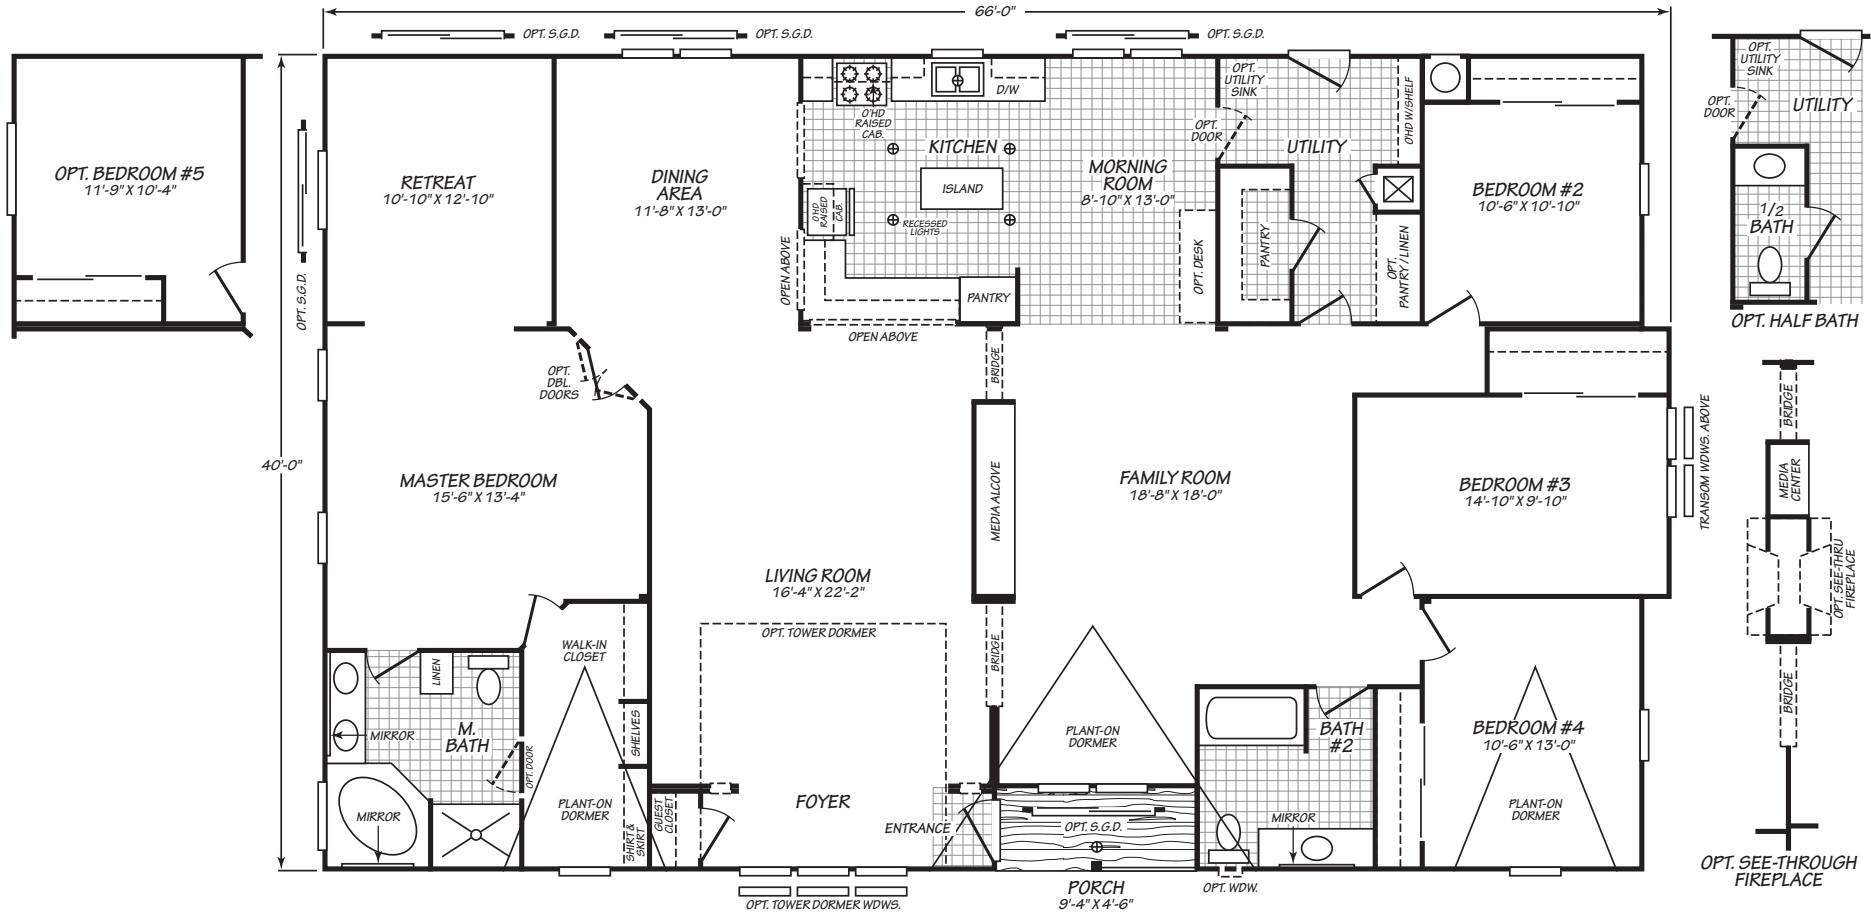 66'-0"
OPT. S.G.D.
OPT. S.G.D.
OPT. S.G.D.
OPT. BEDROOM #5
11'-9" X 10'-4"
40'-0"
OPT. S.G.D.
RETREAT
10'-10" X 12'-10"
DINING
AREA
11'-8" X 13'-0"
O'HD
RAISED
CAB.
D/W
KITCHEN
ISLAND
RECESSED
LIGHTS
O'HD
RAISED
CAB.
OPEN ABOVE
PANTRY
OPEN ABOVE
MORNING
ROOM
8'-10" X 13'-0"
OPT. DESK
OPT.
UTILITY
SINK
OPT.
DOOR
UTILITY
O'HD W/SHELF
PANTRY
OPT.
PANTRY / LINEN
BEDROOM #2
10'-6" X 10'-10"
OPT.
UTILITY
SINK
OPT.
DOOR
UTILITY
1/2
BATH
OPT. HALF BATH
OPT.
DBL.
DOORS
MASTER BEDROOM
15'-6" X 13'-4"
BRIDGE
MEDIA ALCOVE
BRIDGE
LIVING ROOM
16'-4" X 22'-2"
OPT. TOWER DORMER
FAMILY ROOM
18'-8" X 18'-0"
BEDROOM #3
14'-10" X 9'-10"
TRANSOM WDWS. ABOVE
BRIDGE
MEDIA
CENTER
OPT. SEE-THRU
FIREPLACE
BRIDGE
OPT. SEE-THROUGH
FIREPLACE
WALK-IN
CLOSET
LINEN
M.
BATH
MIRROR
MIRROR
OPT. DOOR
SHELVES
PLANT-ON
DORMER
SHIRT &
SKIRT
GUEST
CLOSET
FOYER
ENTRANCE
OPT. TOWER DORMER WDWS.
PLANT-ON
DORMER
OPT. S.G.D.
PORCH
9'-4" X 4'-6"
BATH
#2
MIRROR
OPT. WDW.
BEDROOM #4
10'-6" X 13'-0"
PLANT-ON
DORMER